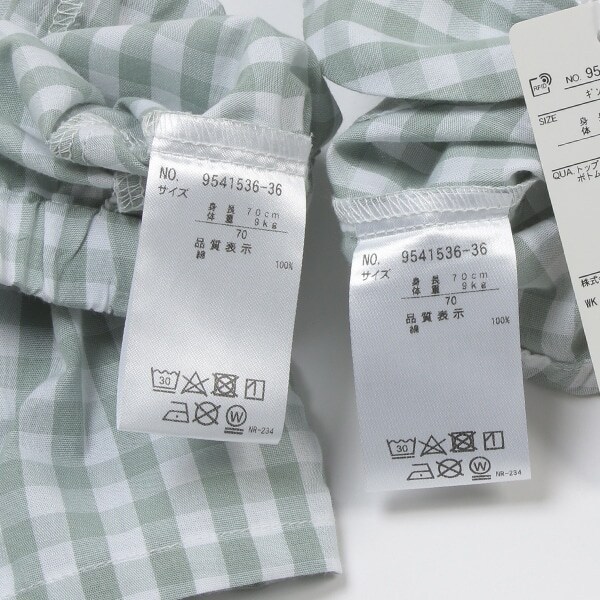 NO. 9541536-36
サイズ
身 長 70cm
体 重 9kg
70
品質表示
綿 100%
30
W
NR-234
NO. 9541536-36
サイズ
身 長 70cm
体 重 9kg
70
品質表示
綿 100%
30
W
NR-234
RFID
NO. 95
ギン
SIZE
身
体
QUA.トップ
ボトム
株式
WK